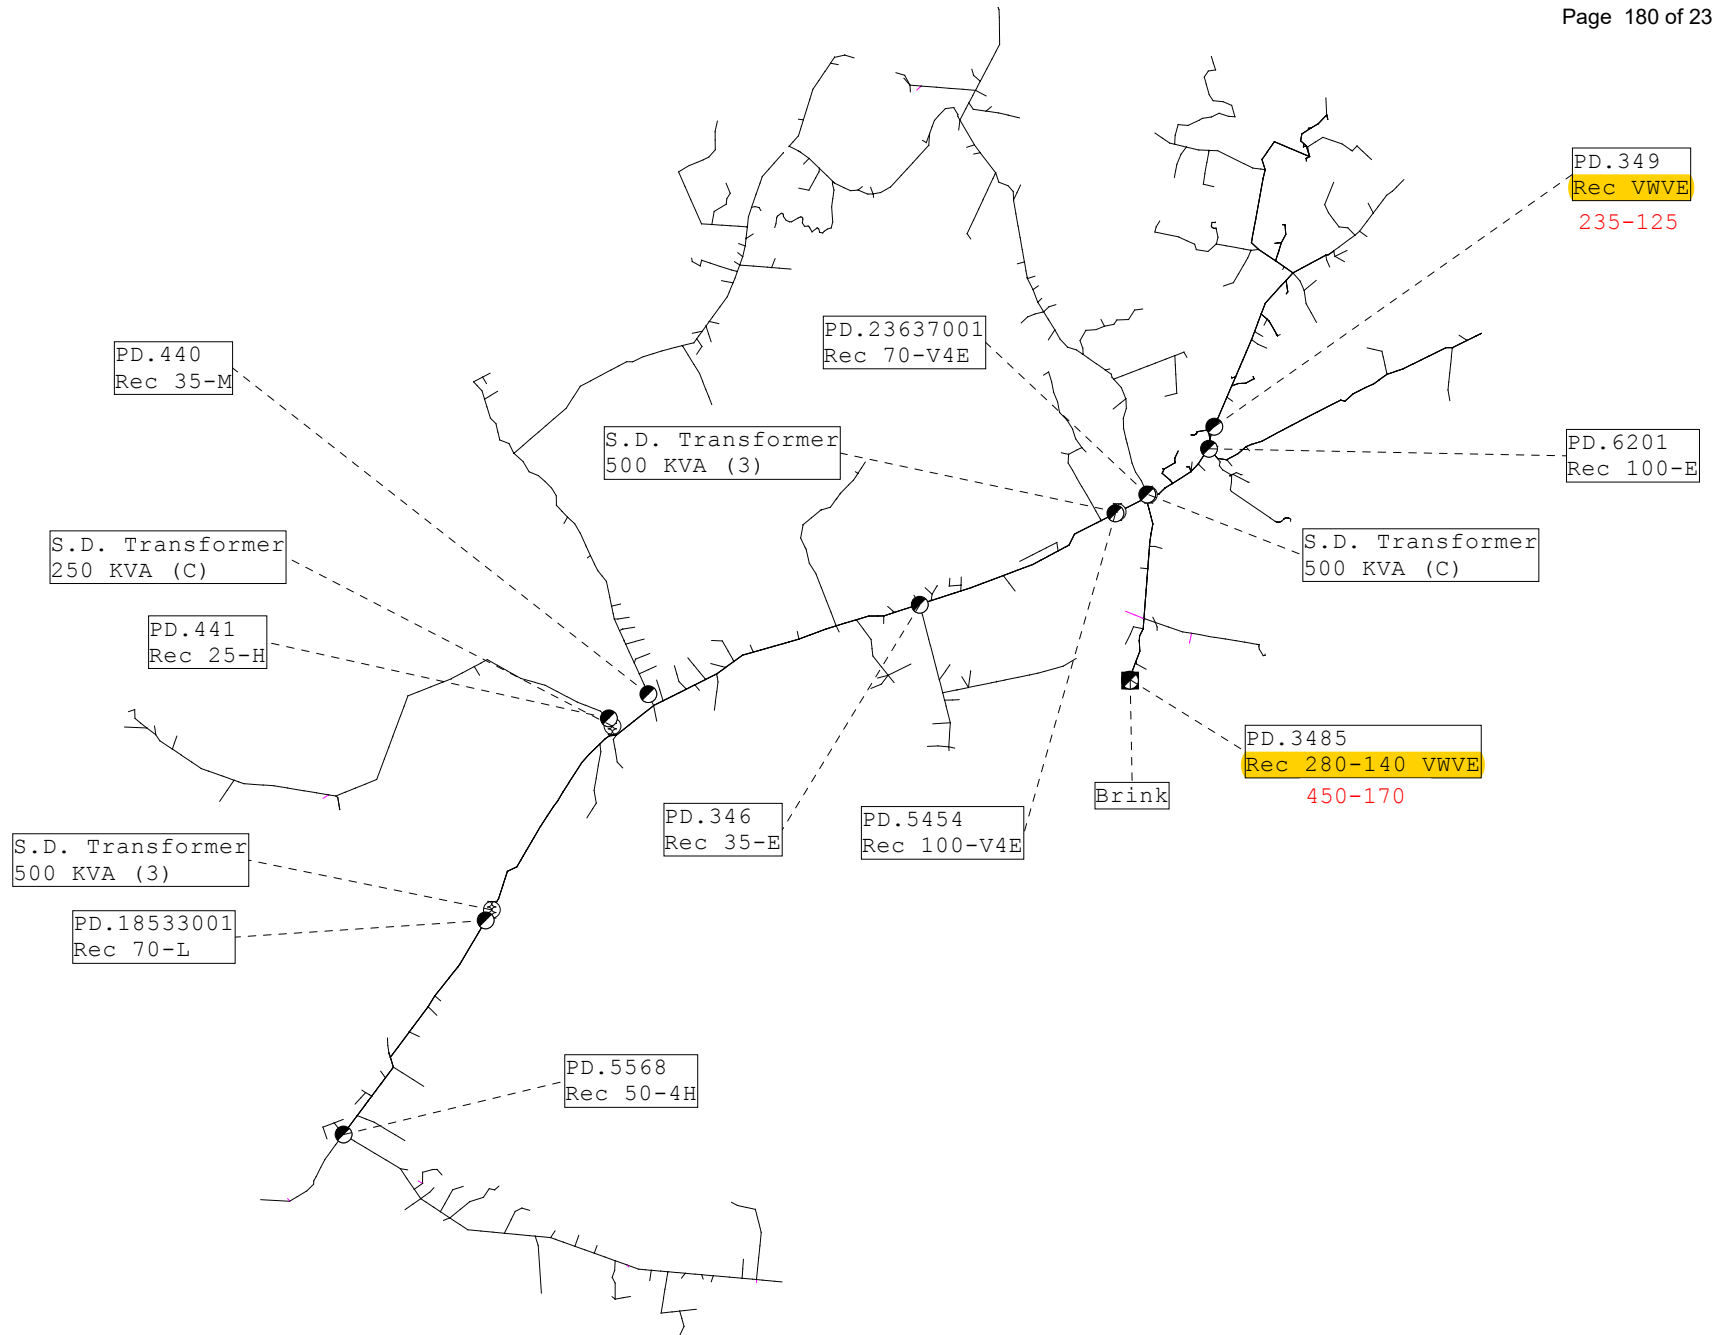 Page 180 of 23
PD.349
Rec VWVE
235-125
PD.23637001
Rec 70-V4E
PD.440
Rec 35-M
S.D. Transformer
500 KVA (3)
PD.6201
Rec 100-E
S.D. Transformer
250 KVA (C)
S.D. Transformer
500 KVA (C)
PD.441
Rec 25-H
PD.3485
Rec 280-140 VWVE
450-170
Brink
PD.346
Rec 35-E
PD.5454
Rec 100-V4E
S.D. Transformer
500 KVA (3)
PD.18533001
Rec 70-L
PD.5568
Rec 50-4H